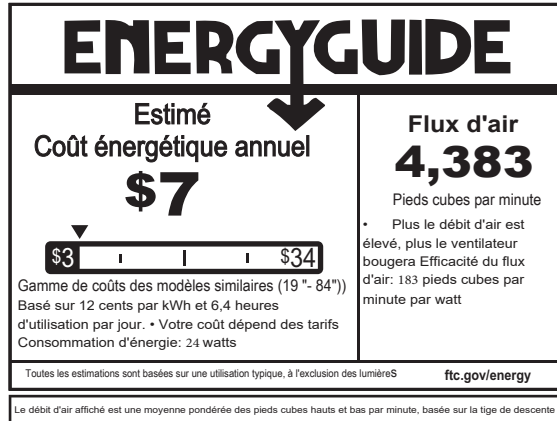 ENERGYGUIDE
Estimé
Coût énergétique annuel
$7
$3
$34
Gamme de coûts des modèles similaires (19 "- 84"))
Basé sur 12 cents par kWh et 6,4 heures
d'utilisation par jour. • Votre coût dépend des tarifs
Consommation d'énergie: 24 watts
Flux d'air
4,383
Pieds cubes par minute
• Plus le débit d'air est
élevé, plus le ventilateur
bougera Efficacité du flux
d'air: 183 pieds cubes par
minute par watt
Toutes les estimations sont basées sur une utilisation typique, à l'exclusion des lumièreS
ftc.gov/energy
Le débit d'air affiché est une moyenne pondérée des pieds cubes hauts et bas par minute, basée sur la tige de descente